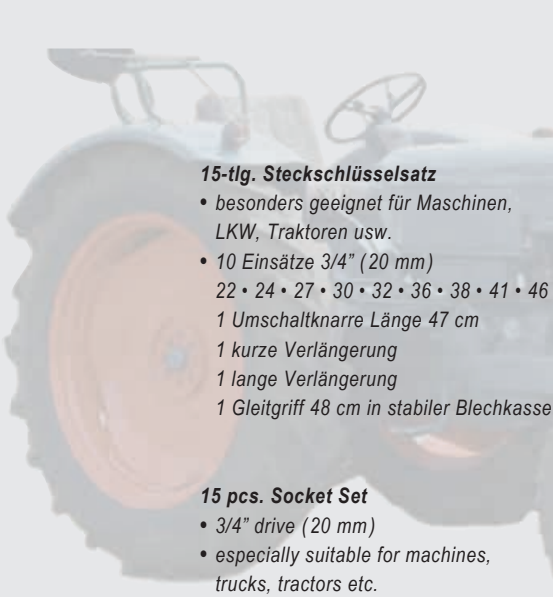 15-tlg. Steckschlüsselsatz
• besonders geeignet für Maschinen,
LKW, Traktoren usw.
• 10 Einsätze 3/4” (20 mm)
22 • 24 • 27 • 30 • 32 • 36 • 38 • 41 • 46
1 Umschaltknarre Länge 47 cm
1 kurze Verlängerung
1 lange Verlängerung
1 Gleitgriff 48 cm in stabiler Blechkasse
15 pcs. Socket Set
• 3/4” drive (20 mm)
• especially suitable for machines,
trucks, tractors etc.